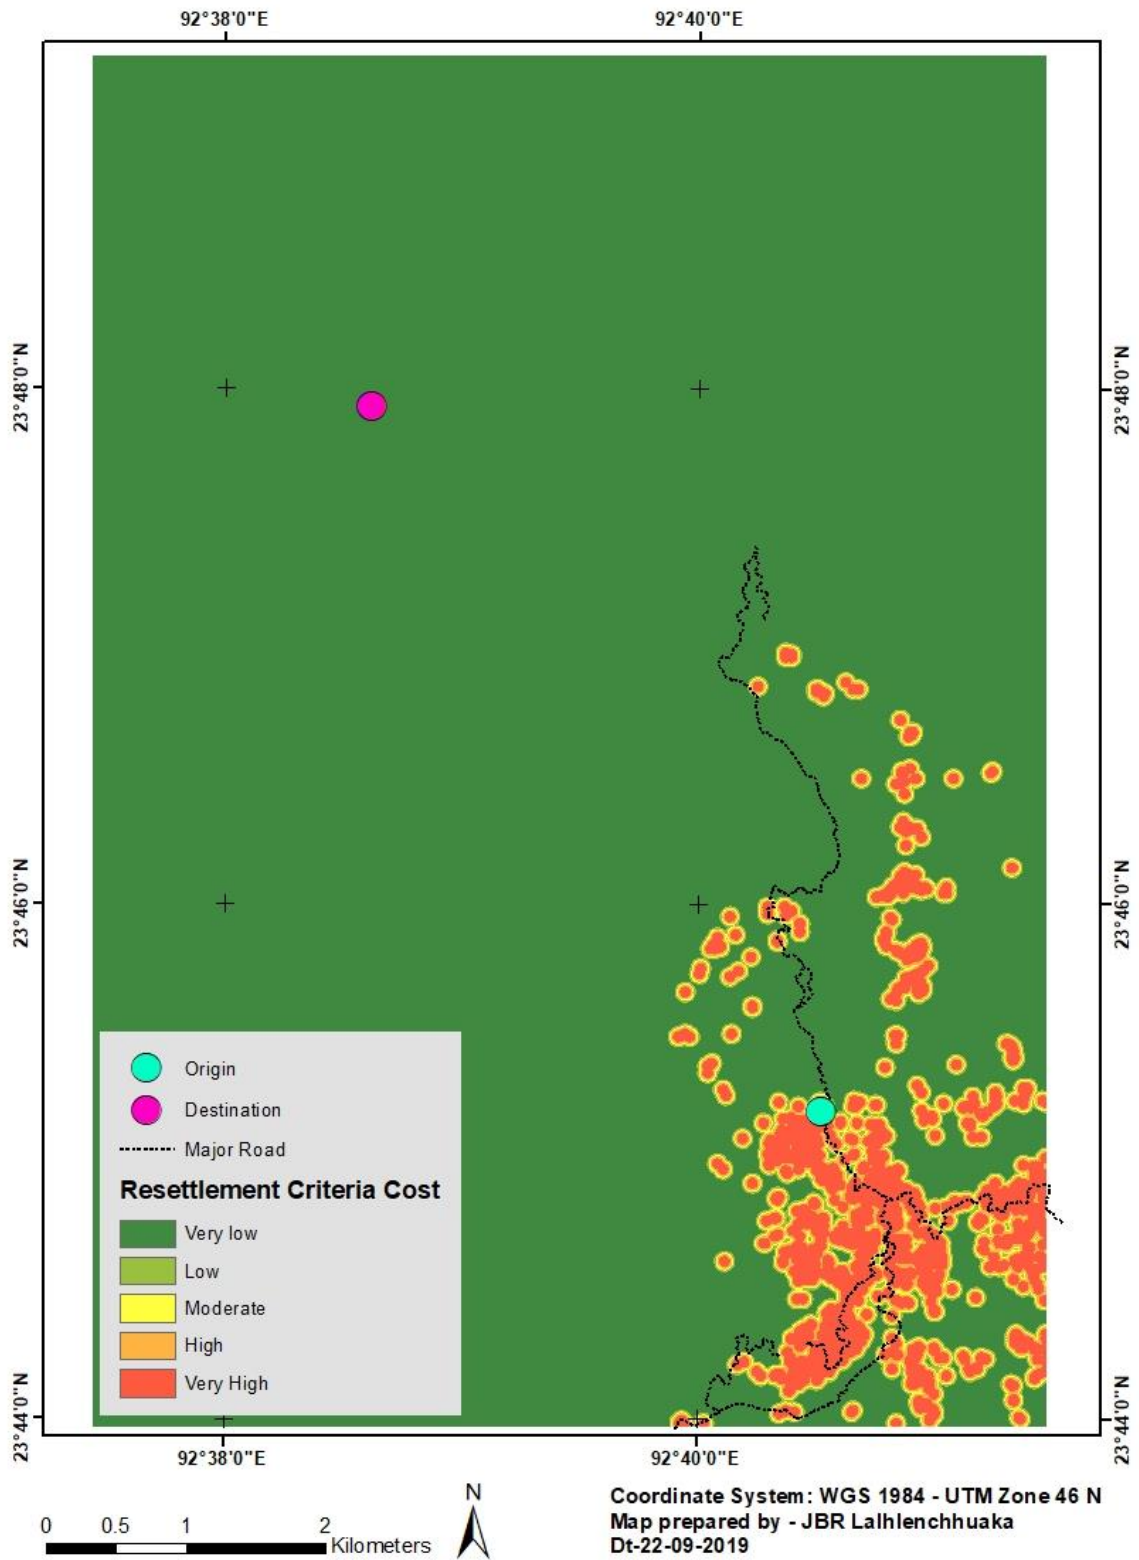 92°38'0"E 92°40'0"E
23°48'0"N 23°48'0"N
23°46'0"N 23°46'0"N
Origin
Destination
Major Road
Resettlement Criteria Cost
Very low
Low
Moderate
High
Very High
23°44'0"N 23°44'0"N
92°38'0"E 92°40'0"E
N
0 0.5 1 2
Kilometers
Coordinate System: WGS 1984 - UTM Zone 46 N
Map prepared by - JBR Lalhlenchhuaka
Dt-22-09-2019